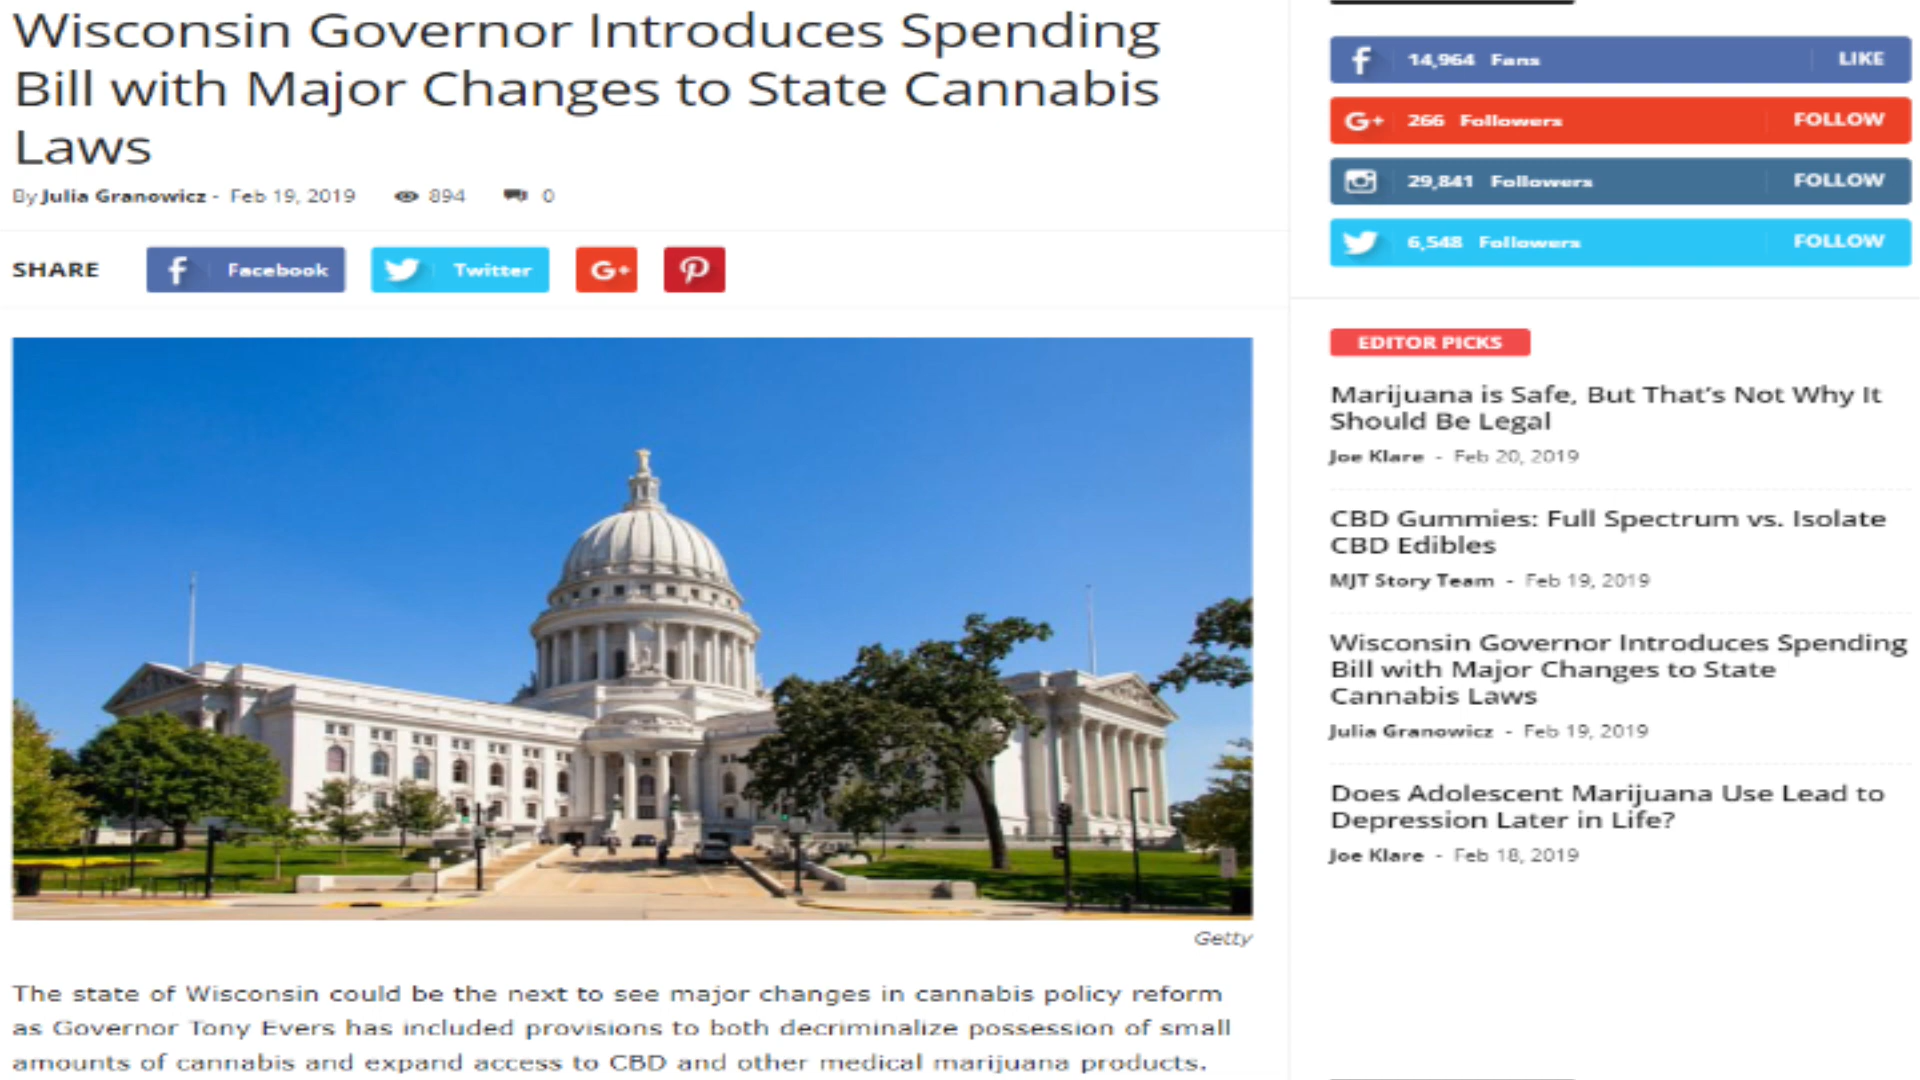 Wisconsin Governor Introduces Spending
Bill with Major Changes to State Cannabis
Laws
By Julia Granowicz - Feb 19, 2019 894 0
SHARE Facebook Twitter G+
Getty
The state of Wisconsin could be the next to see major changes in cannabis policy reform
as Governor Tony Evers has included provisions to both decriminalize possession of small
amounts of cannabis and expand access to CBD and other medical marijuana products.
14,964 Fans LIKE
G+ 266 Followers FOLLOW
29,841 Followers FOLLOW
6,548 Followers FOLLOW
EDITOR PICKS
Marijuana is Safe, But That's Not Why It
Should Be Legal
Joe Klare - Feb 20, 2019
CBD Gummies: Full Spectrum vs. Isolate
CBD Edibles
MJT Story Team - Feb 19, 2019
Wisconsin Governor Introduces Spending
Bill with Major Changes to State
Cannabis Laws
Julia Granowicz - Feb 19, 2019
Does Adolescent Marijuana Use Lead to
Depression Later in Life?
Joe Klare - Feb 18, 2019